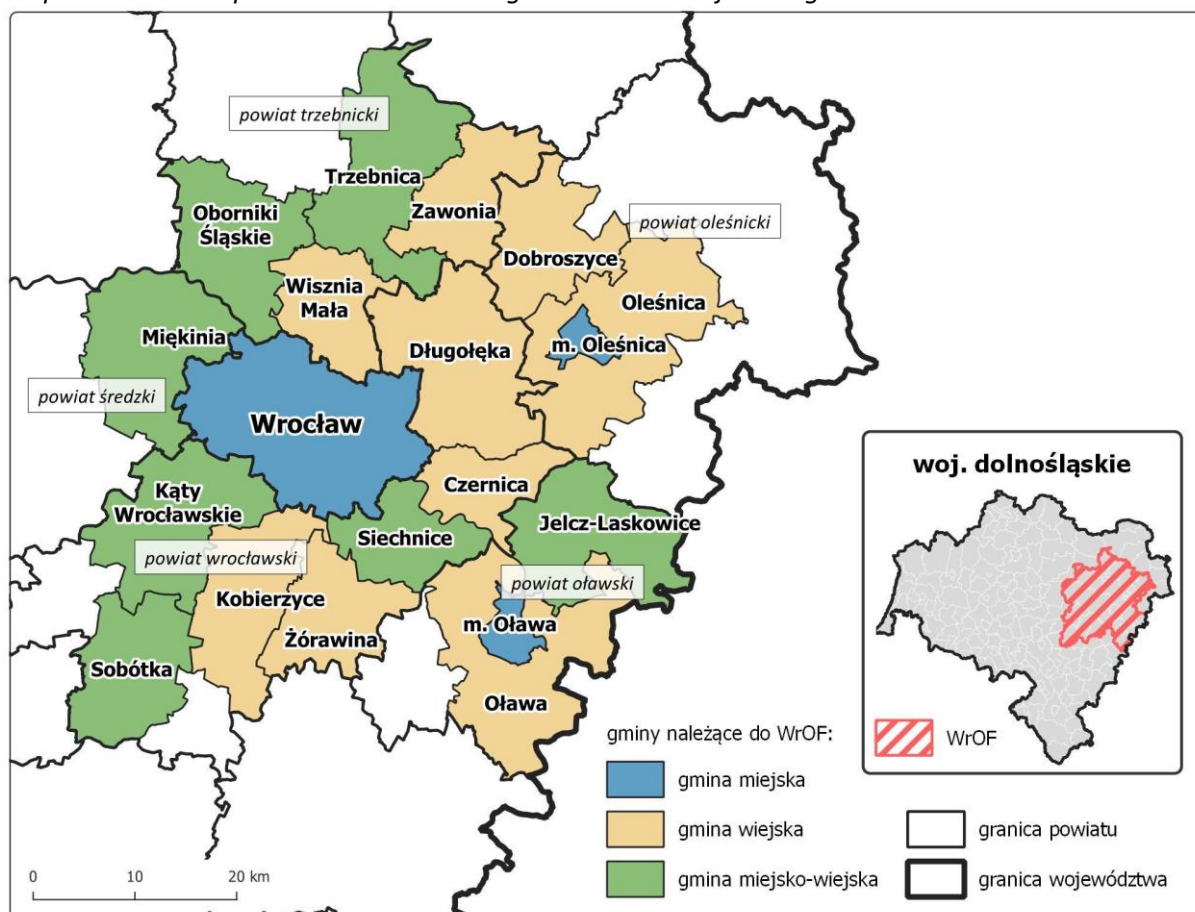 powiat trzebnicki
Trzebnica
Oborniki
Śląskie
Zawonia
powiat oleśnicki
Dobroszyce
Wisznia
Mała
Oleśnica
Miękinia
Długołęka
m. Oleśnica
powiat średzki
Wrocław
Kąty
Wrocławskie
Czernica
Siechnice
Jelcz-Laskowice
powiat wrocławski
powiat oławski
Kobierzyce
m. Oława
Żórawina
Sobótka
Oława
woj. dolnośląskie
WrOF
gminy należące do WrOF:
gmina miejska
gmina wiejska
gmina miejsko-wiejska
granica powiatu
granica województwa
0 10 20 km